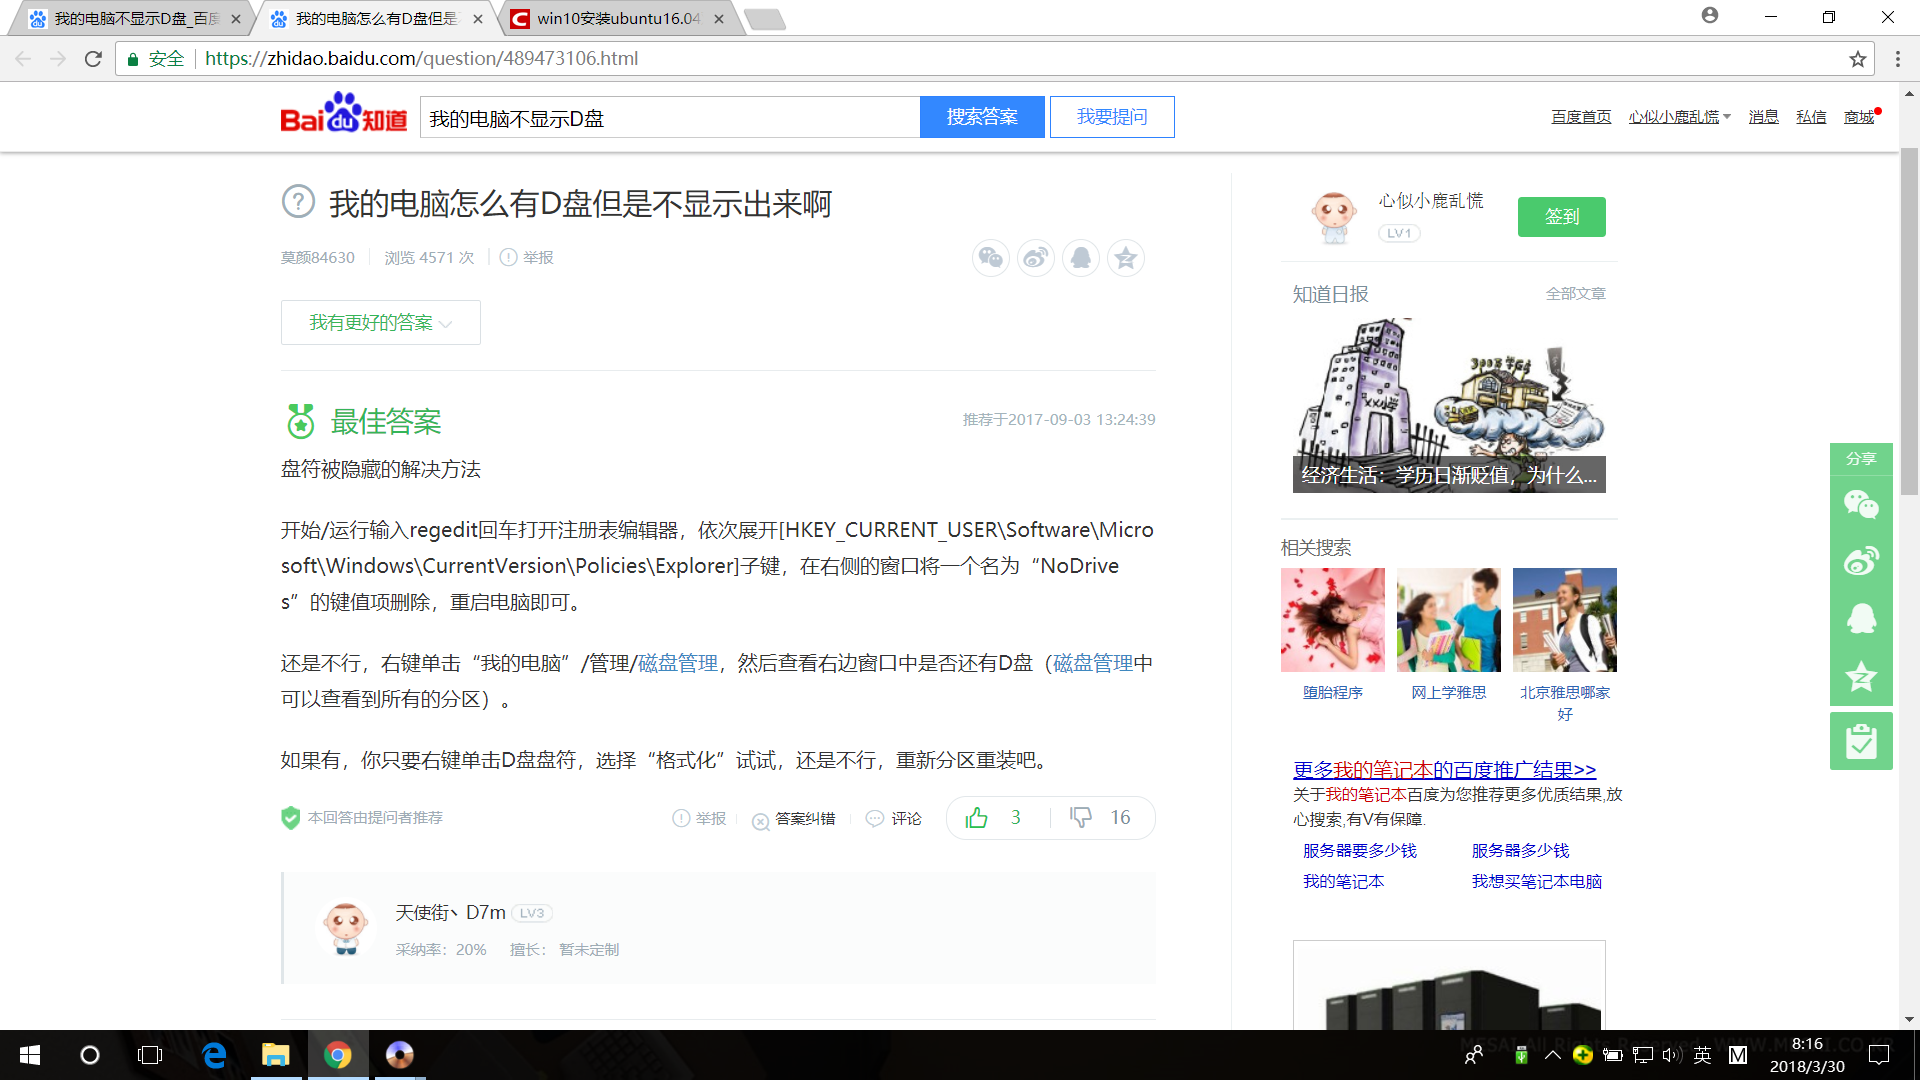 我的电脑不显示D盘_百度
我的电脑怎么有D盘但是
win10安装ubuntu16.04
安全
https://zhidao.baidu.com/question/489473106.html
Bai du 知道
我的电脑不显示D盘
搜索答案
我要提问
百度首页
心似小鹿乱慌
消息
私信
商城
我的电脑怎么有D盘但是不显示出来啊
莫颜84630
浏览 4571 次
举报
我有更好的答案
最佳答案
推荐于2017-09-03 13:24:39
盘符被隐藏的解决方法
开始/运行输入regedit回车打开注册表编辑器，依次展开[HKEY_CURRENT_USER\Software\Micro
soft\Windows\CurrentVersion\Policies\Explorer]子键，在右侧的窗口将一个名为“NoDrive
s”的键值项删除，重启电脑即可。
还是不行，右键单击“我的电脑”/管理/磁盘管理，然后查看右边窗口中是否还有D盘（磁盘管理中
可以查看到所有的分区）。
如果有，你只要右键单击D盘盘符，选择“格式化”试试，还是不行，重新分区重装吧。
本回答由提问者推荐
举报
答案纠错
评论
3
16
天使街丶D7m
LV3
采纳率：20%
擅长：
暂未定制
心似小鹿乱慌
LV1
签到
知道日报
全部文章
XX小学
经济生活：学历日渐贬值，为什么...
相关搜索
堕胎程序
网上学雅思
北京雅思哪家
好
更多我的笔记本的百度推广结果>>
关于我的笔记本百度为您推荐更多优质结果,放
心搜索,有V有保障.
服务器要多少钱
服务器多少钱
我的笔记本
我想买笔记本电脑
分享
英
M
8:16
2018/3/30